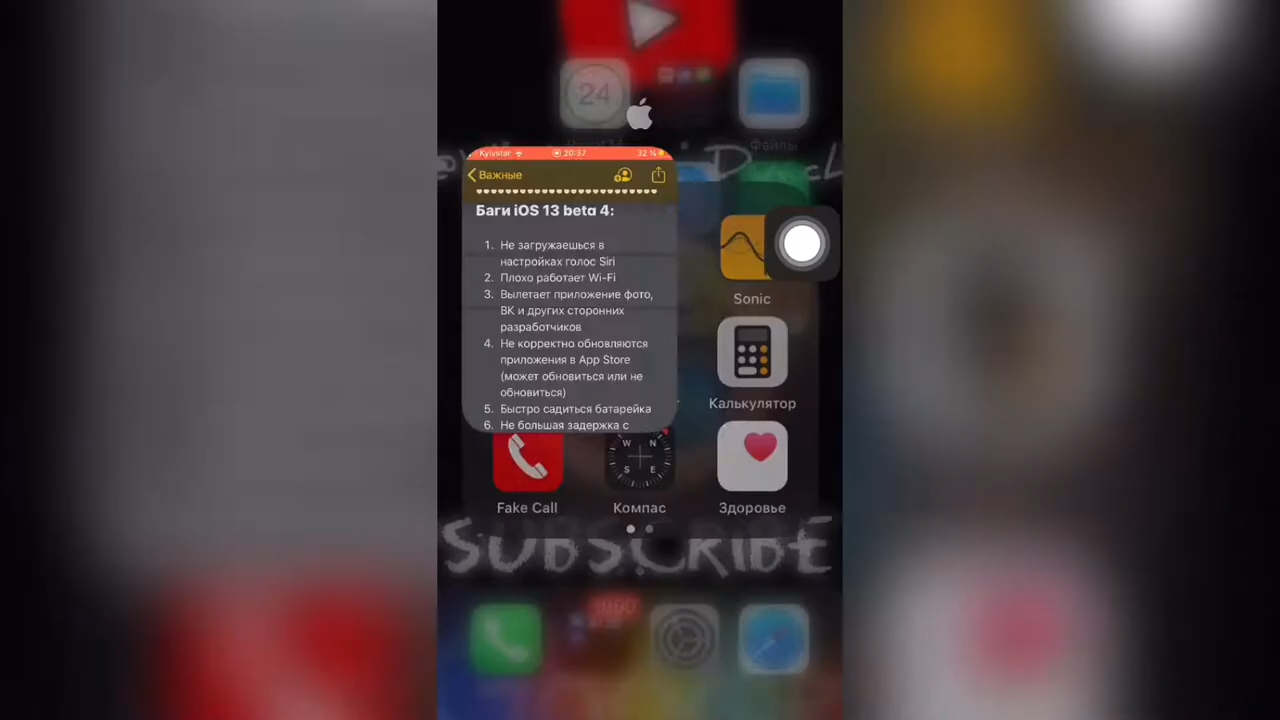 24
Файлы
Kyivstar 20:37 32 %
Важные
Баги iOS 13 beta 4:
1. Не загружаешься в
настройках голос Siri
2. Плохо работает Wi-Fi
3. Вылетает приложение фото,
ВК и других сторонних
разработчиков
4. Не корректно обновляются
приложения в App Store
(может обновиться или не
обновиться)
5. Быстро садиться батарейка
6. Не большая задержка с
Sonic
Калькулятор
W N
S E
Fake Call Компас Здоровье
SUBSCRIBE